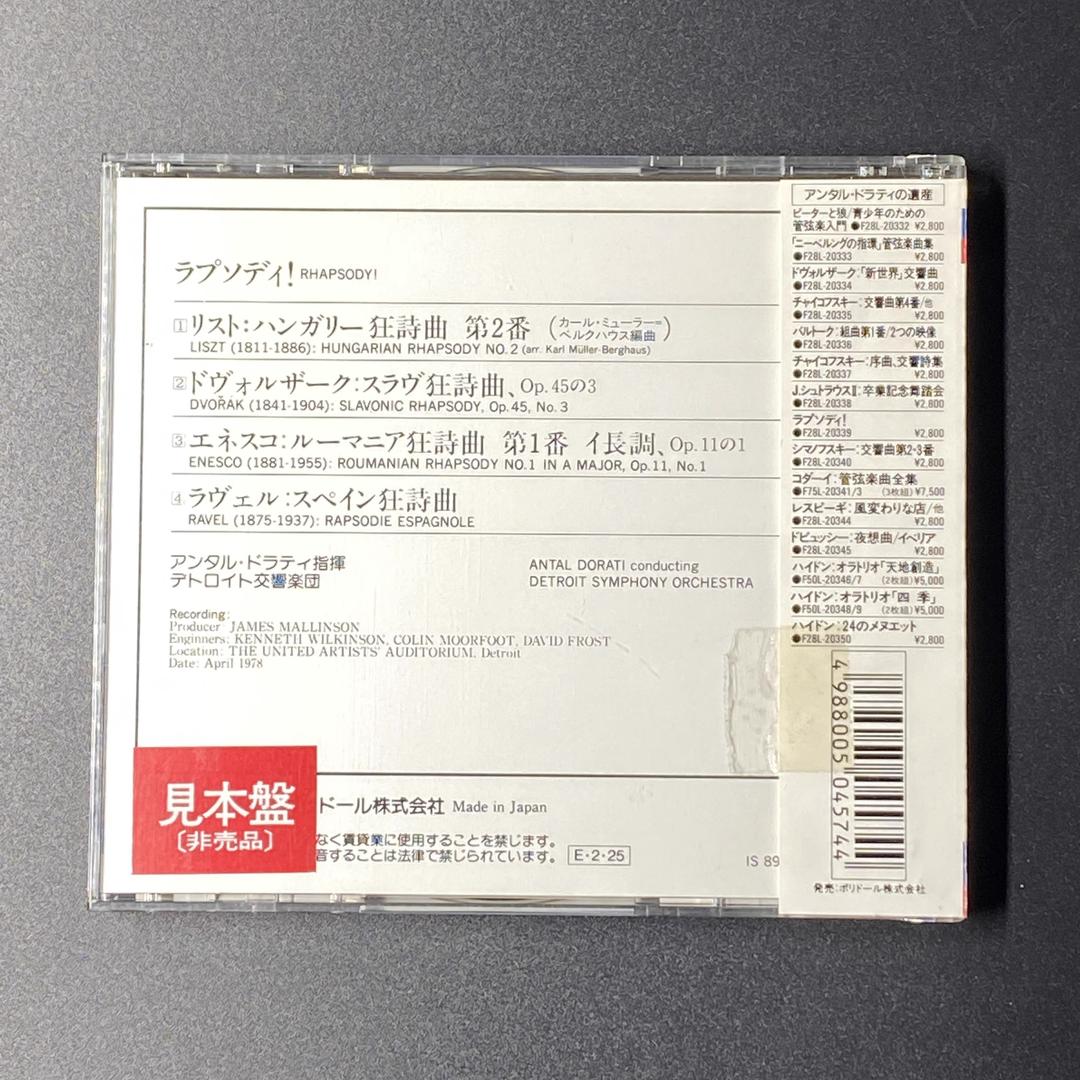 ラプソディ! RHAPSODY!
1 リスト:ハンガリー狂詩曲 第2番 (カール・ミューラー=
ベルクハウス編曲)
LISZT (1811-1886): HUNGARIAN RHAPSODY NO. 2 (arr. Karl Müller-Berghaus)
2 ドヴォルザーク:スラヴ狂詩曲、Op. 45の3
DVOŘÁK (1841-1904): SLAVONIC RHAPSODY, Op. 45, No. 3
3 エネスコ:ルーマニア狂詩曲 第1番 イ長調、Op. 11の1
ENESCO (1881-1955): ROUMANIAN RHAPSODY NO. 1 IN A MAJOR, Op. 11, No. 1
4 ラヴェル:スペイン狂詩曲
RAVEL (1875-1937): RAPSODIE ESPAGNOLE
アンタル・ドラティ指揮
デトロイト交響楽団
ANTAL DORATI conducting
DETROIT SYMPHONY ORCHESTRA
Recording:
Producer JAMES MALLINSON
Enginners: KENNETH WILKINSON, COLIN MOORFOOT, DAVID FROST
Location: THE UNITED ARTISTS' AUDITORIUM, Detroit
Date: April 1978
見本盤
〔非売品〕
ドール株式会社 Made in Japan
なく賃貸業に使用することを禁じます。
音することは法律で禁じられています。 E・2・25
IS 89
アンタル・ドラティの遺産
ピーターと狼/青少年のための
管弦楽入門 ●F28L-20332 ¥2,800
「ニーベルングの指環」管弦楽曲集
●F28L-20333 ¥2,800
ドヴォルザーク:「新世界」交響曲
●F28L-20334 ¥2,800
チャイコフスキー:交響曲第4番/他
●F28L-20335 ¥2,800
バルトーク:組曲第1番/2つの映像
●F28L-20336 ¥2,800
チャイコフスキー:序曲、交響詩集
●F28L-20337 ¥2,800
J.シュトラウスII:卒業記念舞踏会
●F28L-20338 ¥2,800
ラプソディ!
●F28L-20339 ¥2,800
シマノフスキー:交響曲第2・3番
●F28L-20340 ¥2,800
コダーイ:管弦楽曲全集
●F75L-20341/3 (3枚組) ¥7,500
レスピーギ:風変わりな店/他
●F28L-20344 ¥2,800
ドビュッシー:夜想曲/イベリア
●F28L-20345 ¥2,800
ハイドン:オラトリオ「天地創造」
●F50L-20346/7 (2枚組) ¥5,000
ハイドン:オラトリオ「四 季」
●F50L-20348/9 (2枚組) ¥5,000
ハイドン:24のメヌエット
●F28L-20350 ¥2,800
4 988005 045744
発売:ポリドール株式会社